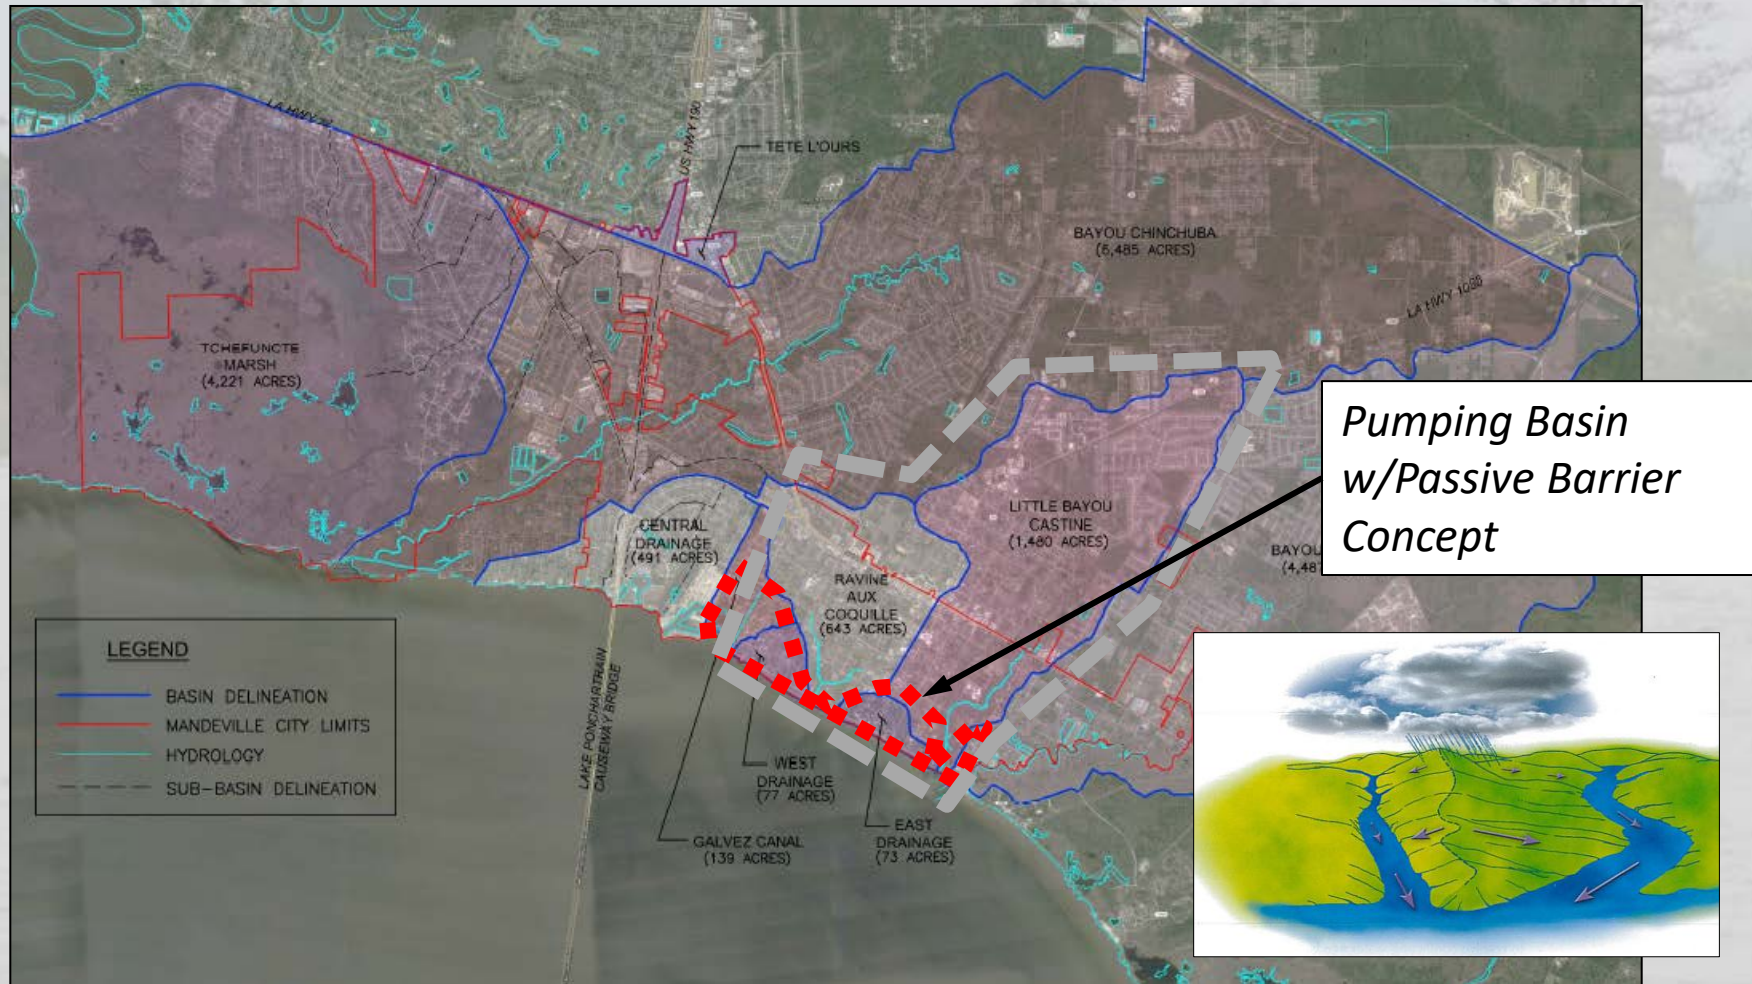 LA HWY
US HWY 190
TETE L'OURS
BAYOU CHINCHUBA
(6,485 ACRES)
LA HWY 1088
TCHEFUNCTE
MARSH
(4,221 ACRES)
Pumping Basin
w/Passive Barrier
Concept
LITTLE BAYOU
CASTINE
(1,480 ACRES)
CENTRAL
DRAINAGE
(491 ACRES)
BAYOU
(4,487
RAVINE
AUX
COQUILLE
(643 ACRES)
LEGEND
BASIN DELINEATION
MANDEVILLE CITY LIMITS
HYDROLOGY
SUB-BASIN DELINEATION
LAKE PONCHARTRAIN
CAUSEWAY BRIDGE
WEST
DRAINAGE
(77 ACRES)
GALVEZ CANAL
(139 ACRES)
EAST
DRAINAGE
(73 ACRES)